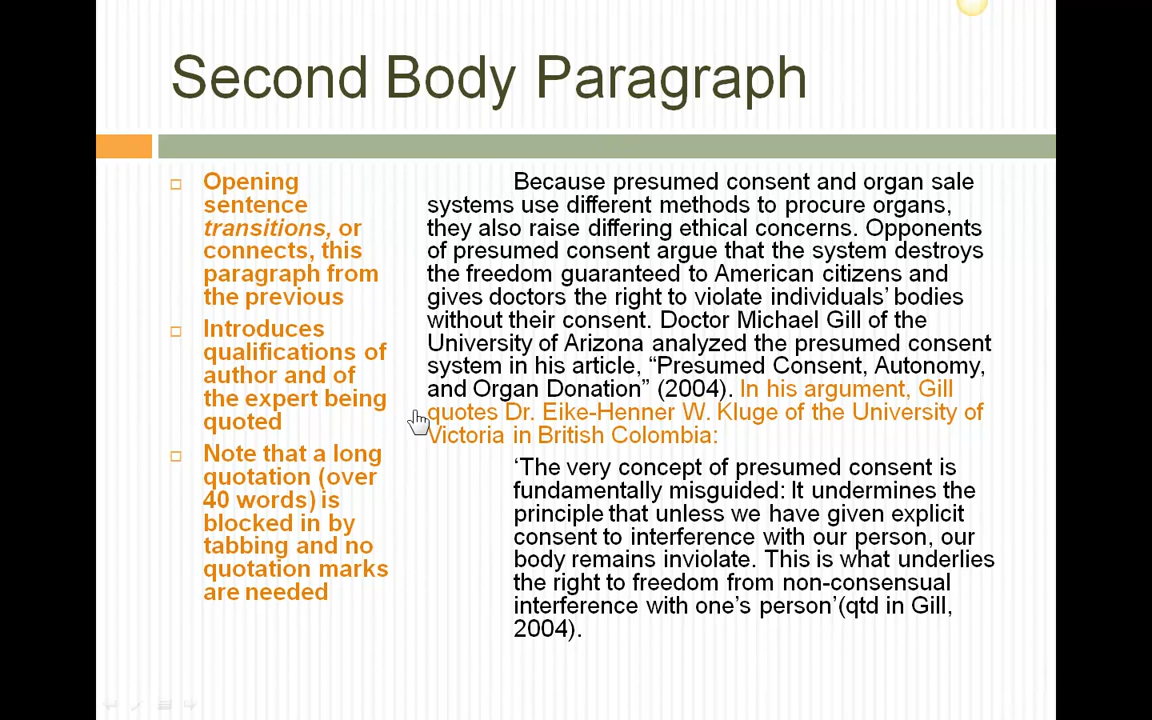 Second Body Paragraph
Opening
sentence
transitions, or
connects, this
paragraph from
the previous
Introduces
qualifications of
author and of
the expert being
quoted
Note that a long
quotation (over
40 words) is
blocked in by
tabbing and no
quotation marks
are needed
Because presumed consent and organ sale
systems use different methods to procure organs,
they also raise differing ethical concerns. Opponents
of presumed consent argue that the system destroys
the freedom guaranteed to American citizens and
gives doctors the right to violate individuals’ bodies
without their consent. Doctor Michael Gill of the
University of Arizona analyzed the presumed consent
system in his article, “Presumed Consent, Autonomy,
and Organ Donation” (2004). In his argument, Gill
quotes Dr. Eike-Henner W. Kluge of the University of
Victoria in British Colombia:
‘The very concept of presumed consent is
fundamentally misguided: It undermines the
principle that unless we have given explicit
consent to interference with our person, our
body remains inviolate. This is what underlies
the right to freedom from non-consensual
interference with one’s person’(qtd in Gill,
2004).